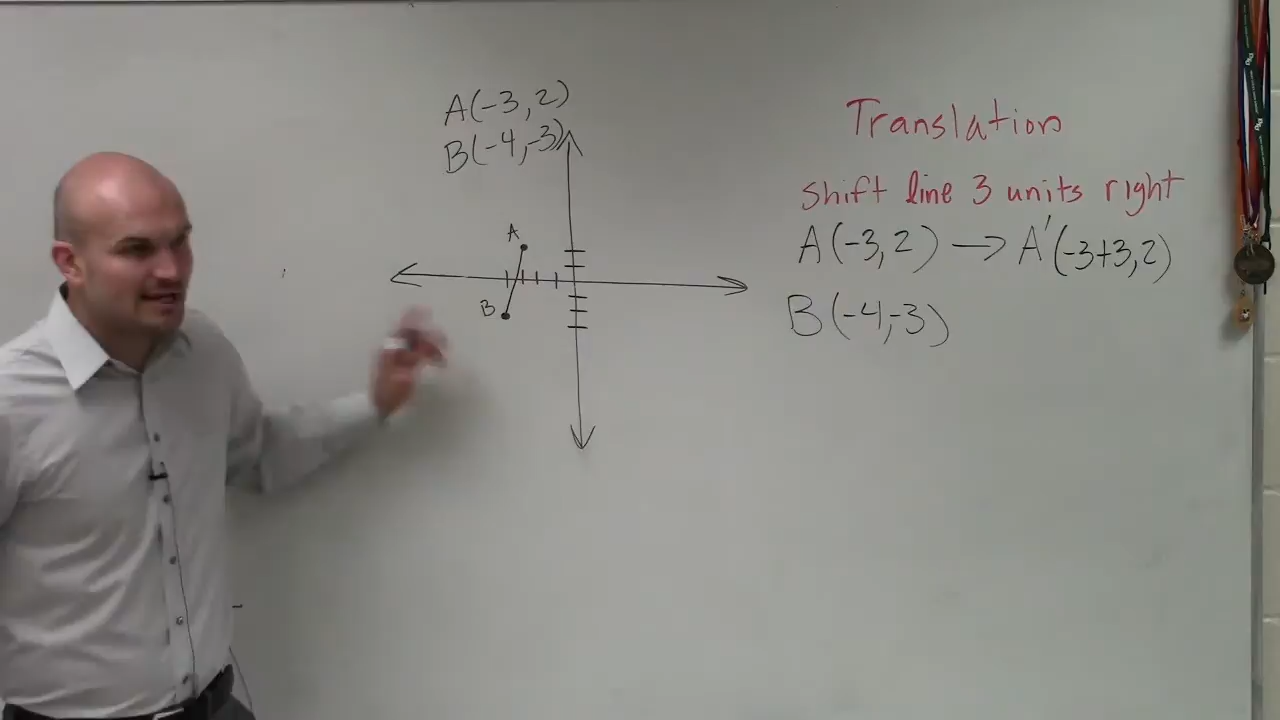 A(-3, 2)
B(-4, -3)
A
B
Translation
shift line 3 units right
A(-3, 2) → A'(-3+3, 2)
B(-4, -3)